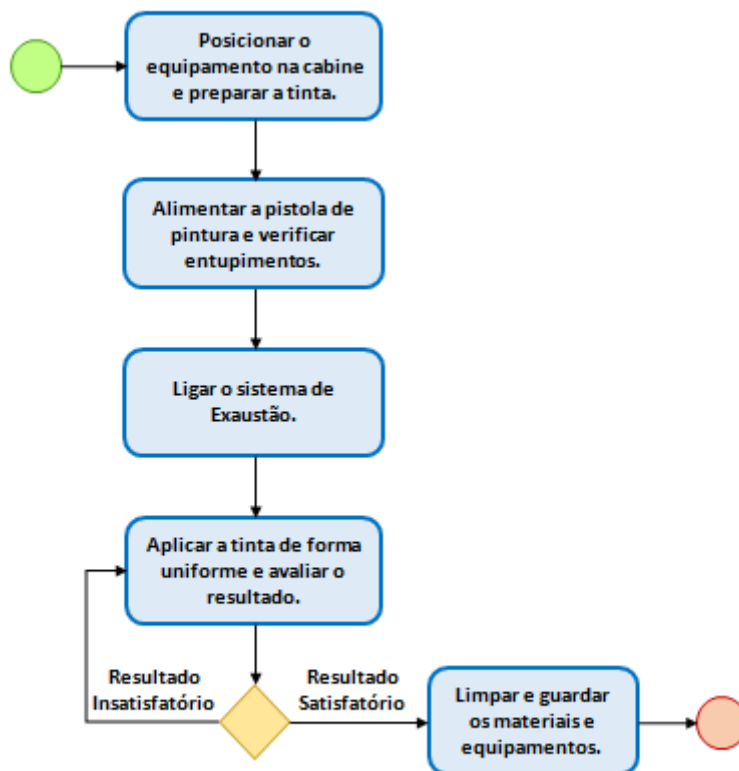 Posicionar o
equipamento na cabine
e preparar a tinta.
Alimentar a pistola de
pintura e verificar
entupimentos.
Ligar o sistema de
Exaustão.
Aplicar a tinta de forma
uniforme e avaliar o
resultado.
Resultado
Insatisfatório
Resultado
Satisfatório
Limpar e guardar
os materiais e
equipamentos.